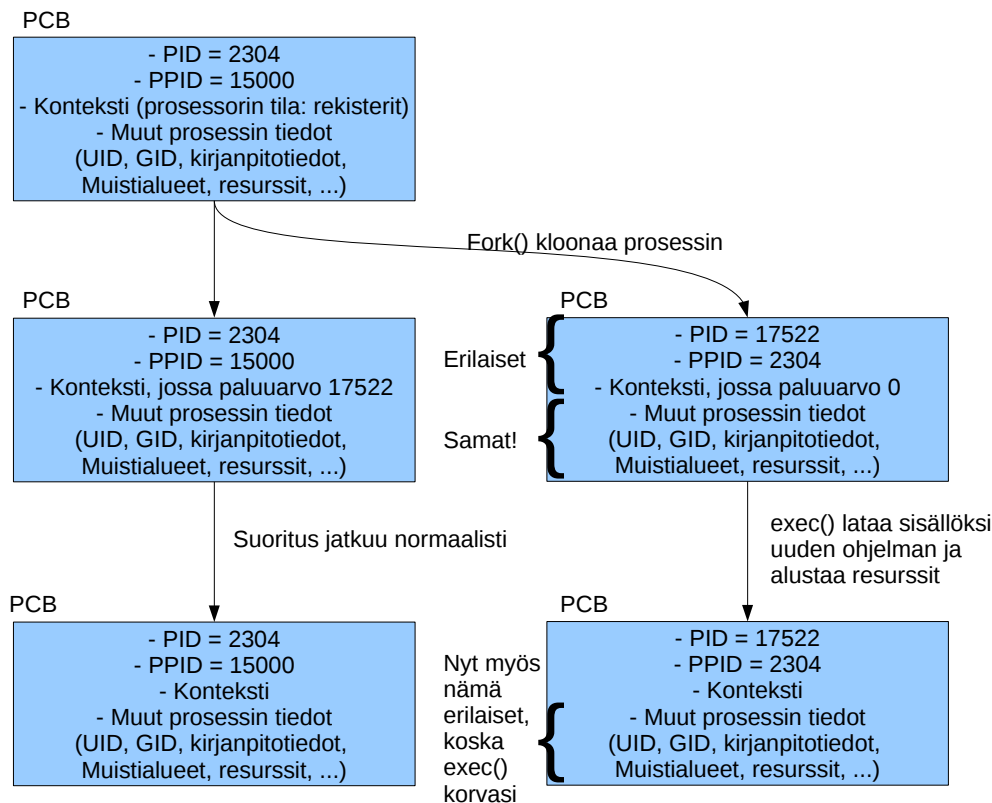 PCB
- PID = 2304
- PPID = 15000
- Konteksti (prosessorin tila: rekisterit)
- Muut prosessin tiedot
(UID, GID, kirjanpitotiedot,
Muistialueet, resurssit, ...)
Fork() kloonaa prosessin
PCB
- PID = 2304
- PPID = 15000
- Konteksti, jossa paluuarvo 17522
- Muut prosessin tiedot
(UID, GID, kirjanpitotiedot,
Muistialueet, resurssit, ...)
Erilaiset
Samat!
PCB
- PID = 17522
- PPID = 2304
- Konteksti, jossa paluuarvo 0
- Muut prosessin tiedot
(UID, GID, kirjanpitotiedot,
Muistialueet, resurssit, ...)
Suoritus jatkuu normaalisti
exec() lataa sisällöksi
uuden ohjelman ja
alustaa resurssit
PCB
- PID = 2304
- PPID = 15000
- Konteksti
- Muut prosessin tiedot
(UID, GID, kirjanpitotiedot,
Muistialueet, resurssit, ...)
Nyt myös
nämä
erilaiset,
koska
exec()
korvasi
PCB
- PID = 17522
- PPID = 2304
- Konteksti
- Muut prosessin tiedot
(UID, GID, kirjanpitotiedot,
Muistialueet, resurssit, ...)